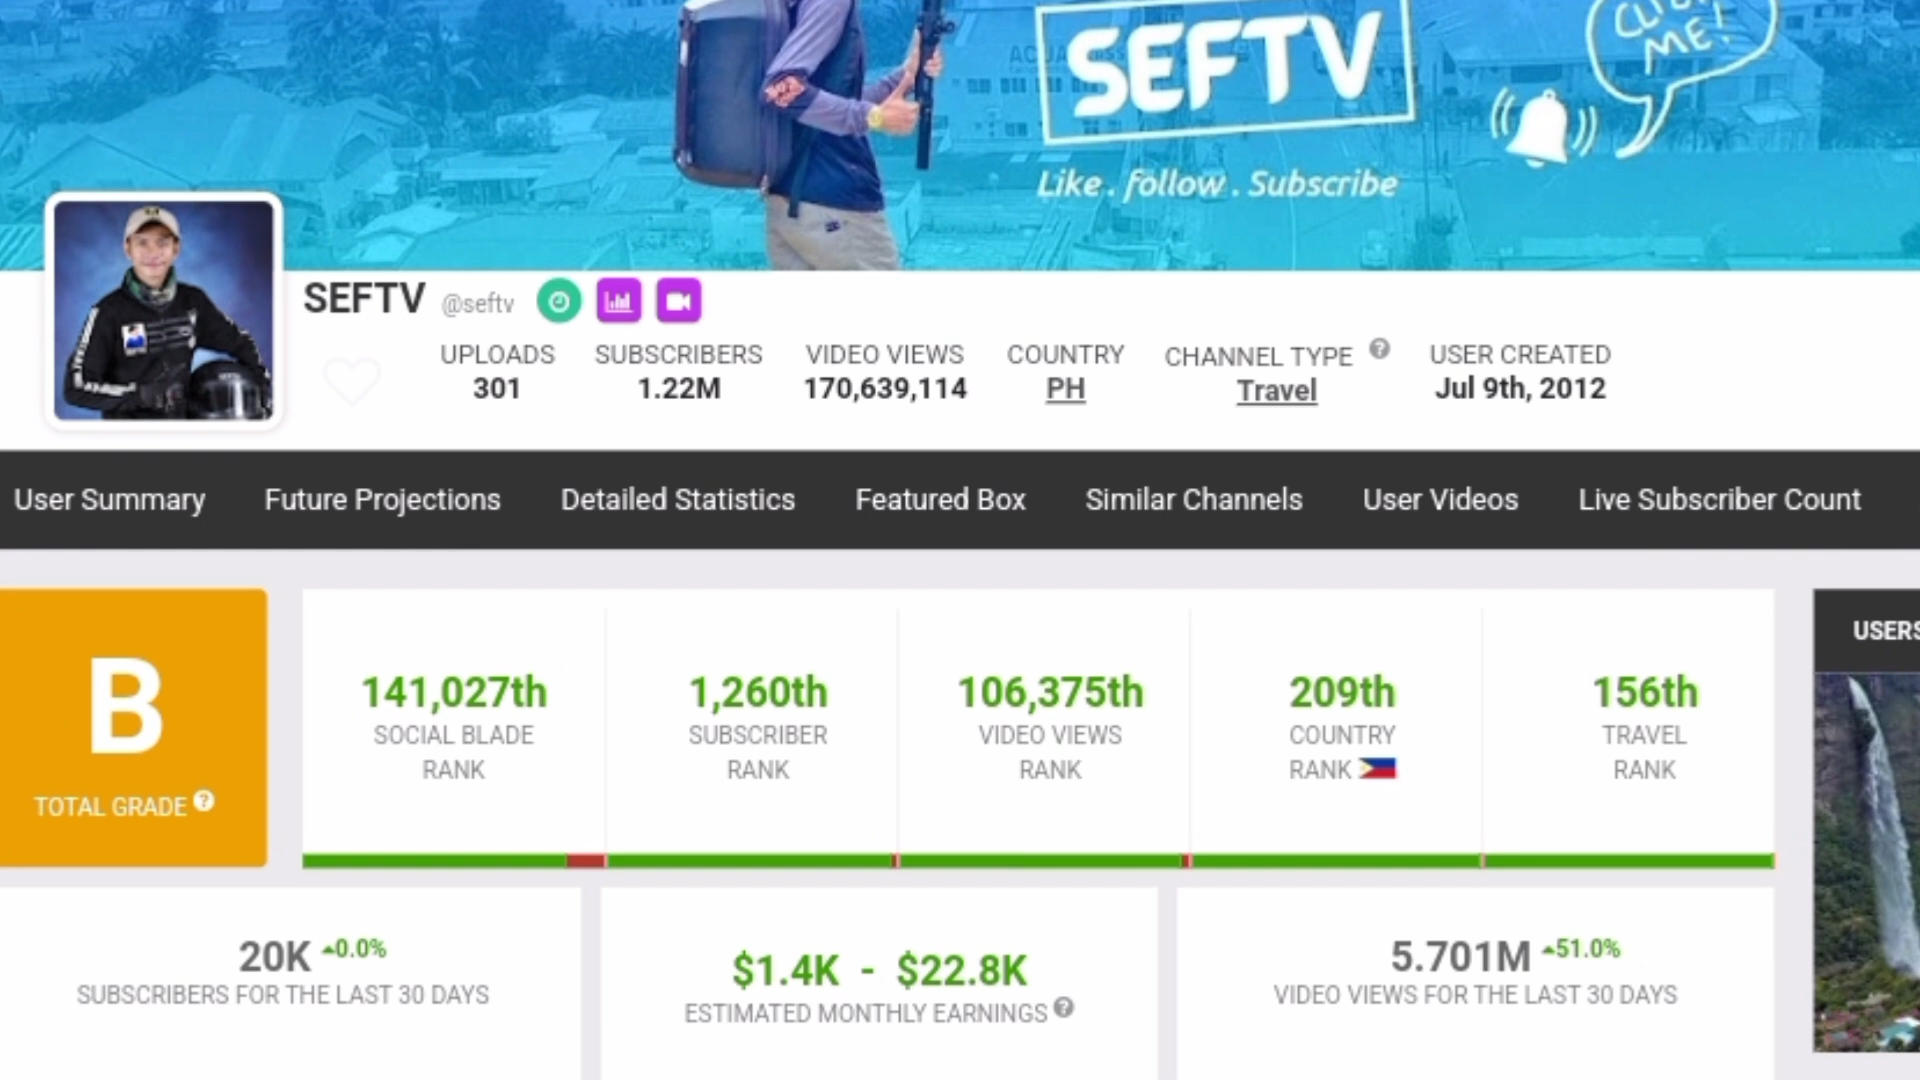 SEFTV
ME!
Like . follow . Subscribe
SEFTV @seftv
UPLOADS
301
SUBSCRIBERS
1.22M
VIDEO VIEWS
170,639,114
COUNTRY
PH
CHANNEL TYPE
Travel
USER CREATED
Jul 9th, 2012
User Summary
Future Projections
Detailed Statistics
Featured Box
Similar Channels
User Videos
Live Subscriber Count
B
TOTAL GRADE
141,027th
SOCIAL BLADE
RANK
1,260th
SUBSCRIBER
RANK
106,375th
VIDEO VIEWS
RANK
209th
COUNTRY
RANK
156th
TRAVEL
RANK
USERS
20K 0.0%
SUBSCRIBERS FOR THE LAST 30 DAYS
$1.4K - $22.8K
ESTIMATED MONTHLY EARNINGS
5.701M 51.0%
VIDEO VIEWS FOR THE LAST 30 DAYS